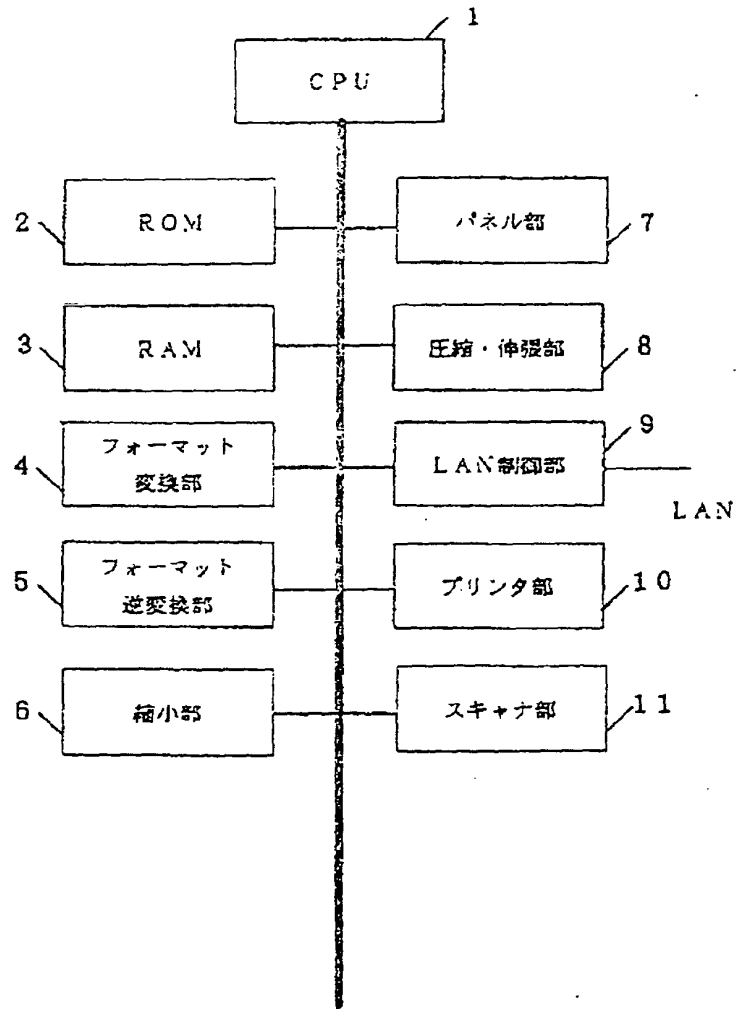 1
CPU
2
ROM
パネル部
7
3
RAM
圧縮・伸張部
8
4
フォーマット
変換部
9
LAN制御部
LAN
5
フォーマット
逆変換部
プリンタ部
10
6
縮小部
スキャナ部
11